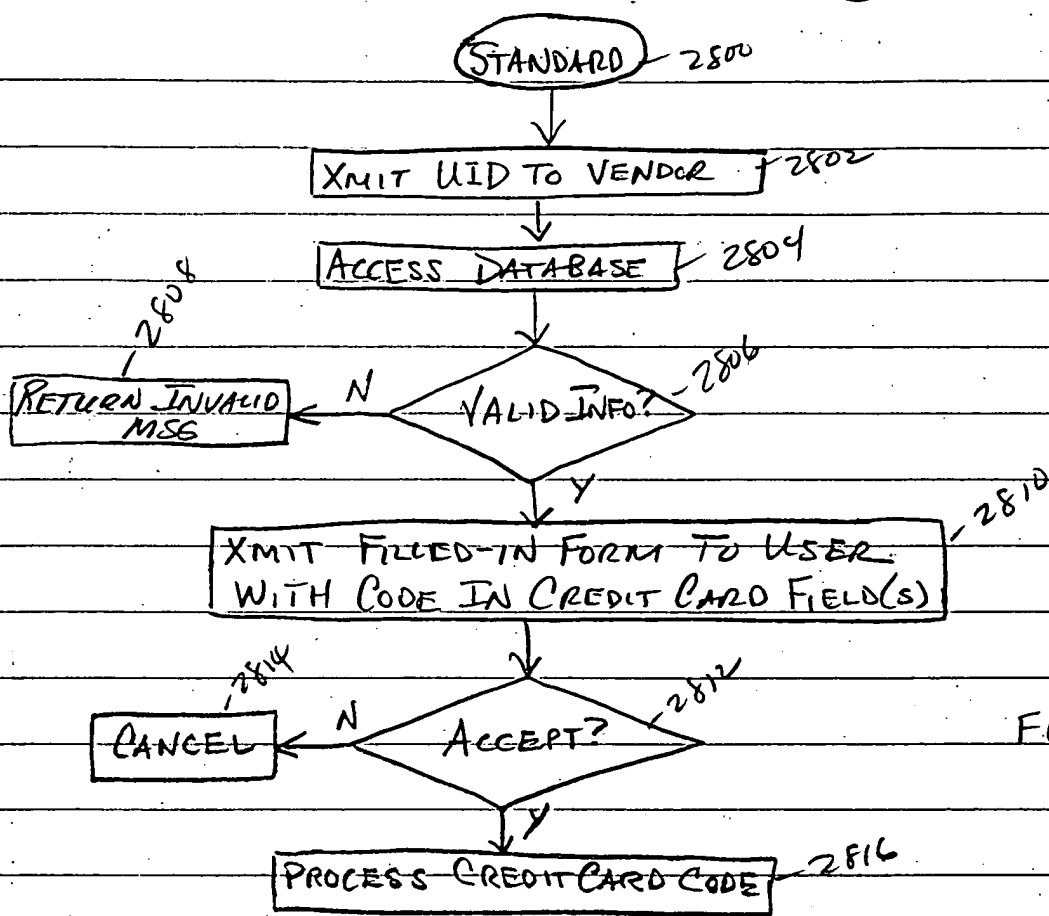 STANDARD 2800
XMIT UID TO VENDOR 2802
ACCESS DATABASE 2804
2808
VALID INFO? 2806
N
RETURN INVALID
MSG
Y
2810
XMIT FILLED-IN FORM TO USER
WITH CODE IN CREDIT CARD FIELD(S)
2814
ACCEPT? 2812
N
CANCEL
Y
PROCESS CREDIT CARD CODE 2816